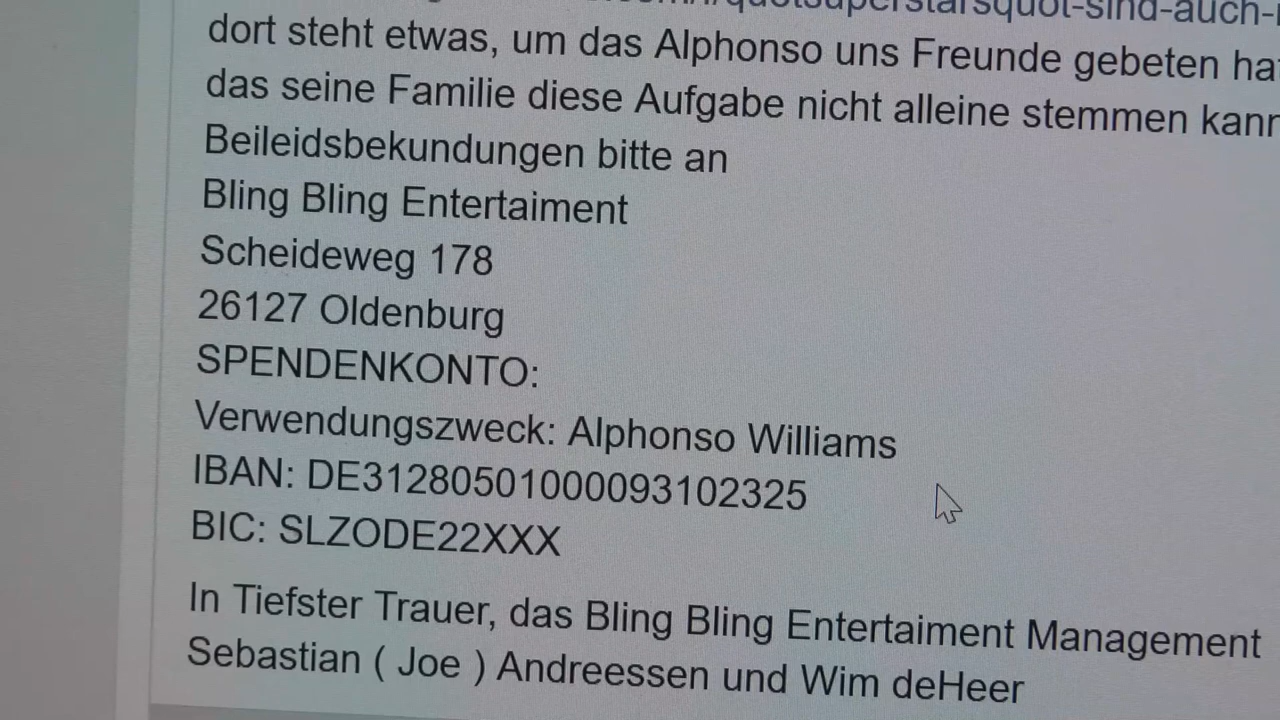 dort steht etwas, um das Alphonso uns Freunde gebeten
das seine Familie diese Aufgabe nicht alleine stemmen
Beileidsbekundungen bitte an
Bling Bling Entertaiment
Scheideweg 178
26127 Oldenburg
SPENDENKONTO:
Verwendungszweck: Alphonso Williams
IBAN: DE31280501000093102325
BIC: SLZODE22XXX
In Tiefster Trauer, das Bling Bling Entertaiment Management
Sebastian ( Joe ) Andreessen und Wim deHeer